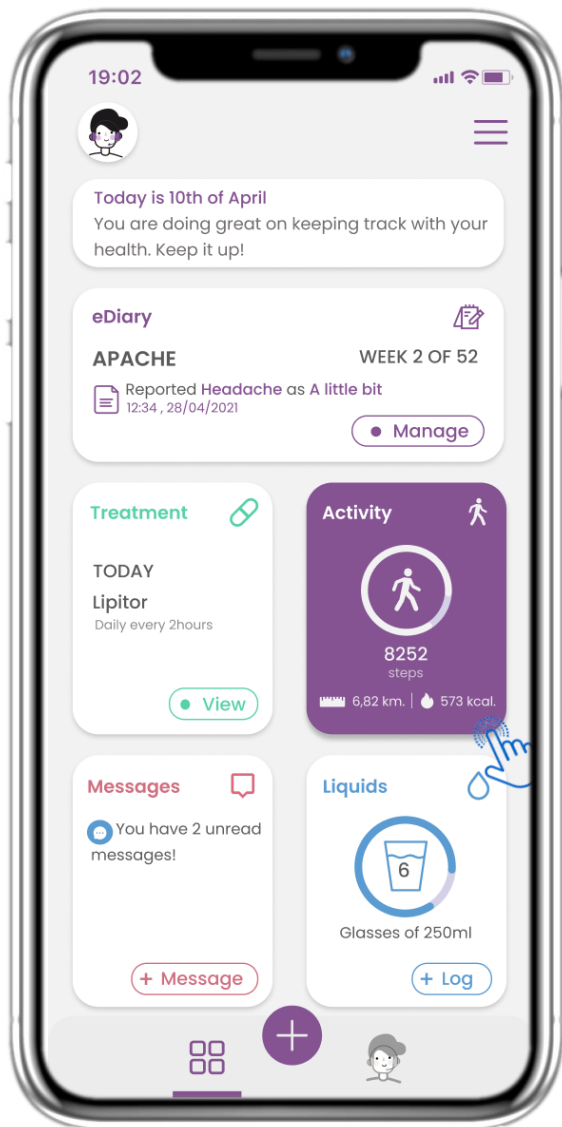 19:02
Today is 10th of April
You are doing great on keeping track with your
health. Keep it up!
eDiary
APACHE
WEEK 2 OF 52
Reported Headache as A little bit
12:34 , 28/04/2021
Manage
Treatment
TODAY
Lipitor
Daily every 2hours
View
Activity
8252
steps
6,82 km. | 573 kcal.
Messages
You have 2 unread
messages!
+ Message
Liquids
6
Glasses of 250ml
+ Log